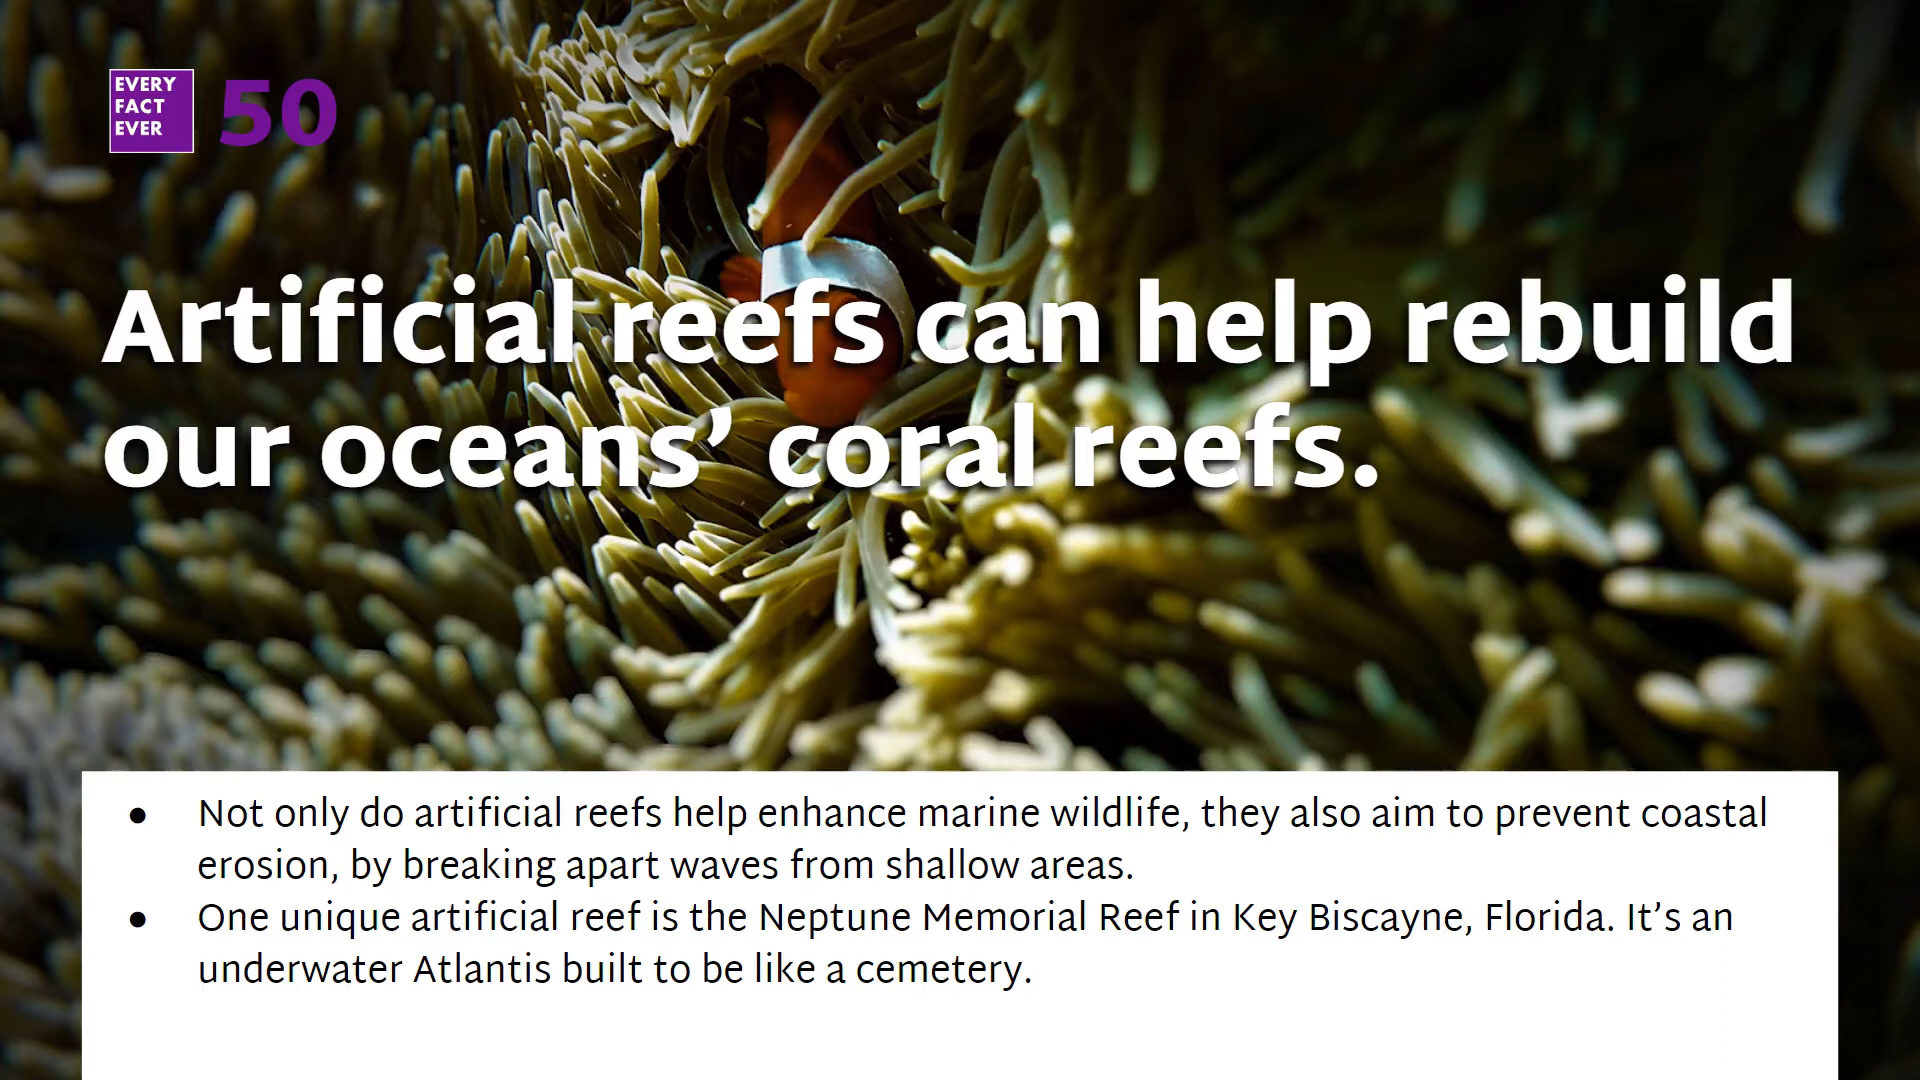 EVERY
FACT
EVER
50
Artificial reefs can help rebuild
our oceans’ coral reefs.
● Not only do artificial reefs help enhance marine wildlife, they also aim to prevent coastal
erosion, by breaking apart waves from shallow areas.
● One unique artificial reef is the Neptune Memorial Reef in Key Biscayne, Florida. It’s an
underwater Atlantis built to be like a cemetery.